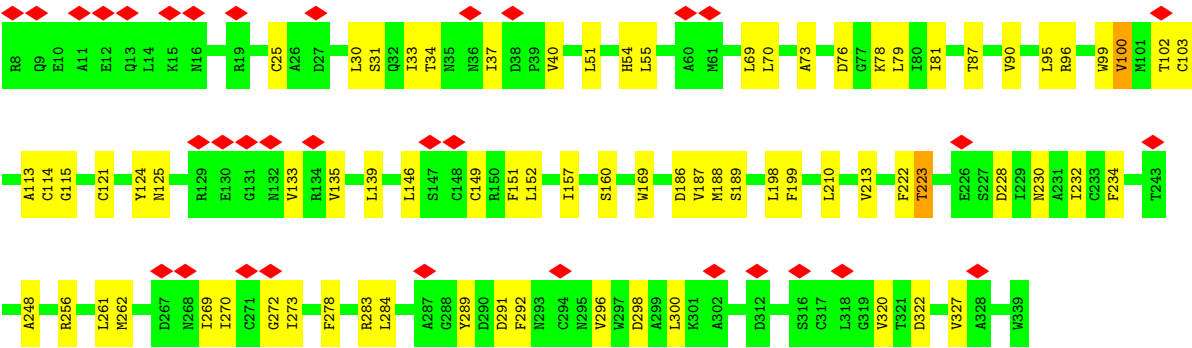 R8 Q9 E10 A11 E12 Q13 L14 K15 N16 R19 C25 A26 D27 L30 S31 Q32 I33 T34 N35 N36 I37 D38 P39 V40 L51 H54 L55 A60 M61 L69 L70 A73 D76 G77 K78 L79 I80 I81 T87 V90 L95 R96 W99 V100 M101 T102 C103
A113 C114 G115 C121 Y124 N125 R129 E130 G131 N132 V133 R134 V135 L139 L146 S147 C148 C149 R150 F151 L152 I157 S160 W169 D186 V187 M188 S189 L198 F199 L210 V213 F222 T223 E226 S227 D228 I229 N230 A231 I232 C233 F234 T243
A248 R256 L261 M262 D267 N268 I269 I270 C271 G272 I273 F278 R283 L284 A287 G288 Y289 D290 D291 F292 N293 C294 N295 V296 W297 D298 A299 L300 K301 A302 D312 S316 C317 L318 G319 V320 T321 D322 V327 A328 W339